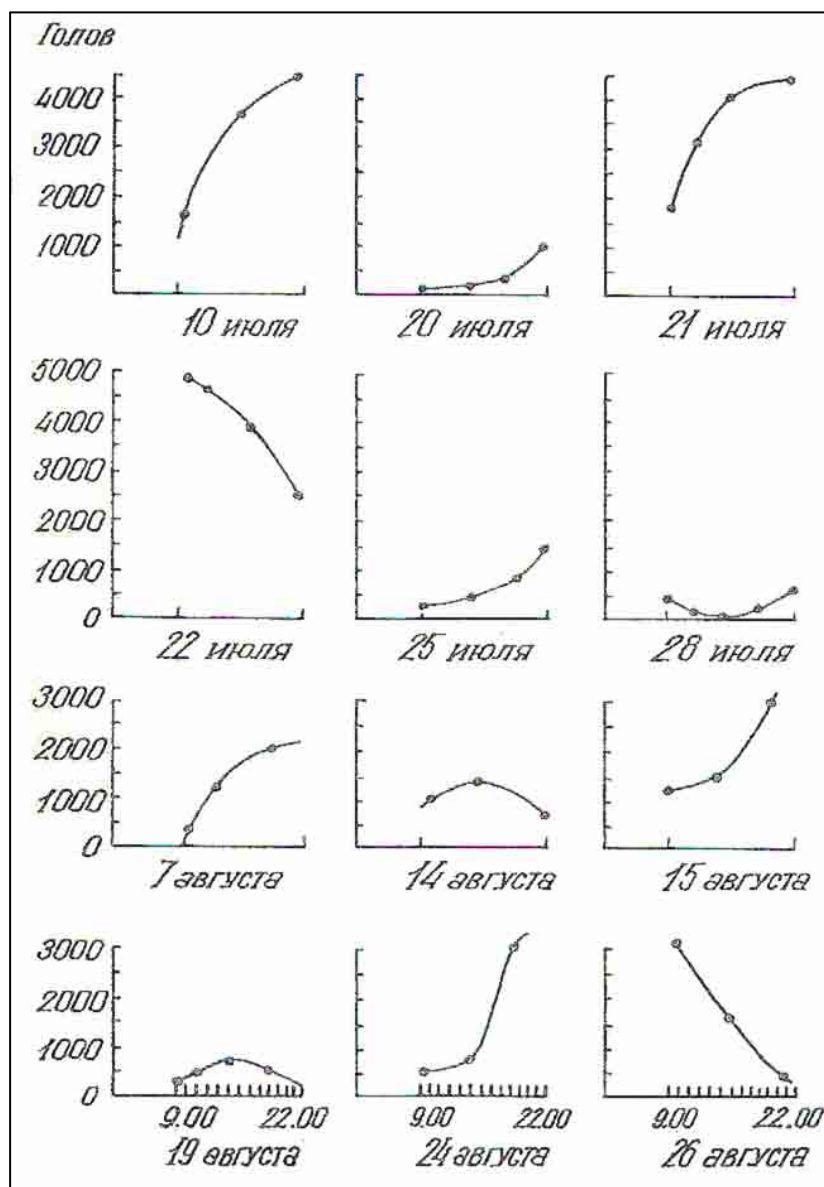 Голов
4000
3000
2000
1000
10 июля
20 июля
21 июля
5000
4000
3000
2000
1000
0
22 июля
25 июля
28 июля
3000
2000
1000
0
7 августа
14 августа
15 августа
3000
2000
1000
0
9.00 22.00
9.00 22.00
9.00 22.00
19 августа
24 августа
26 августа